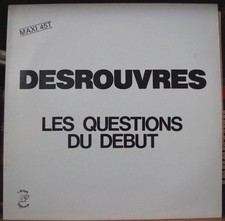 MAXI 45T
DESROUVRES
LES QUESTIONS
DU DEBUT